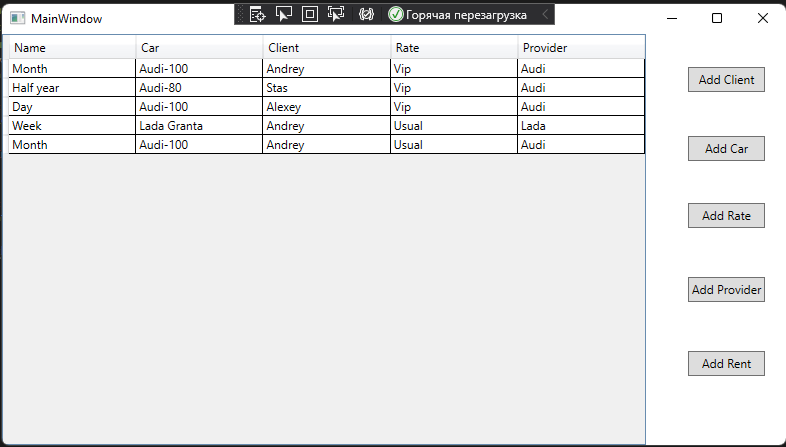 MainWindow
Горячая перезагрузка
Name Car Client Rate Provider
Month Audi-100 Andrey Vip Audi
Half year Audi-80 Stas Vip Audi
Day Audi-100 Alexey Vip Audi
Week Lada Granta Andrey Usual Lada
Month Audi-100 Andrey Usual Audi
Add Client
Add Car
Add Rate
Add Provider
Add Rent